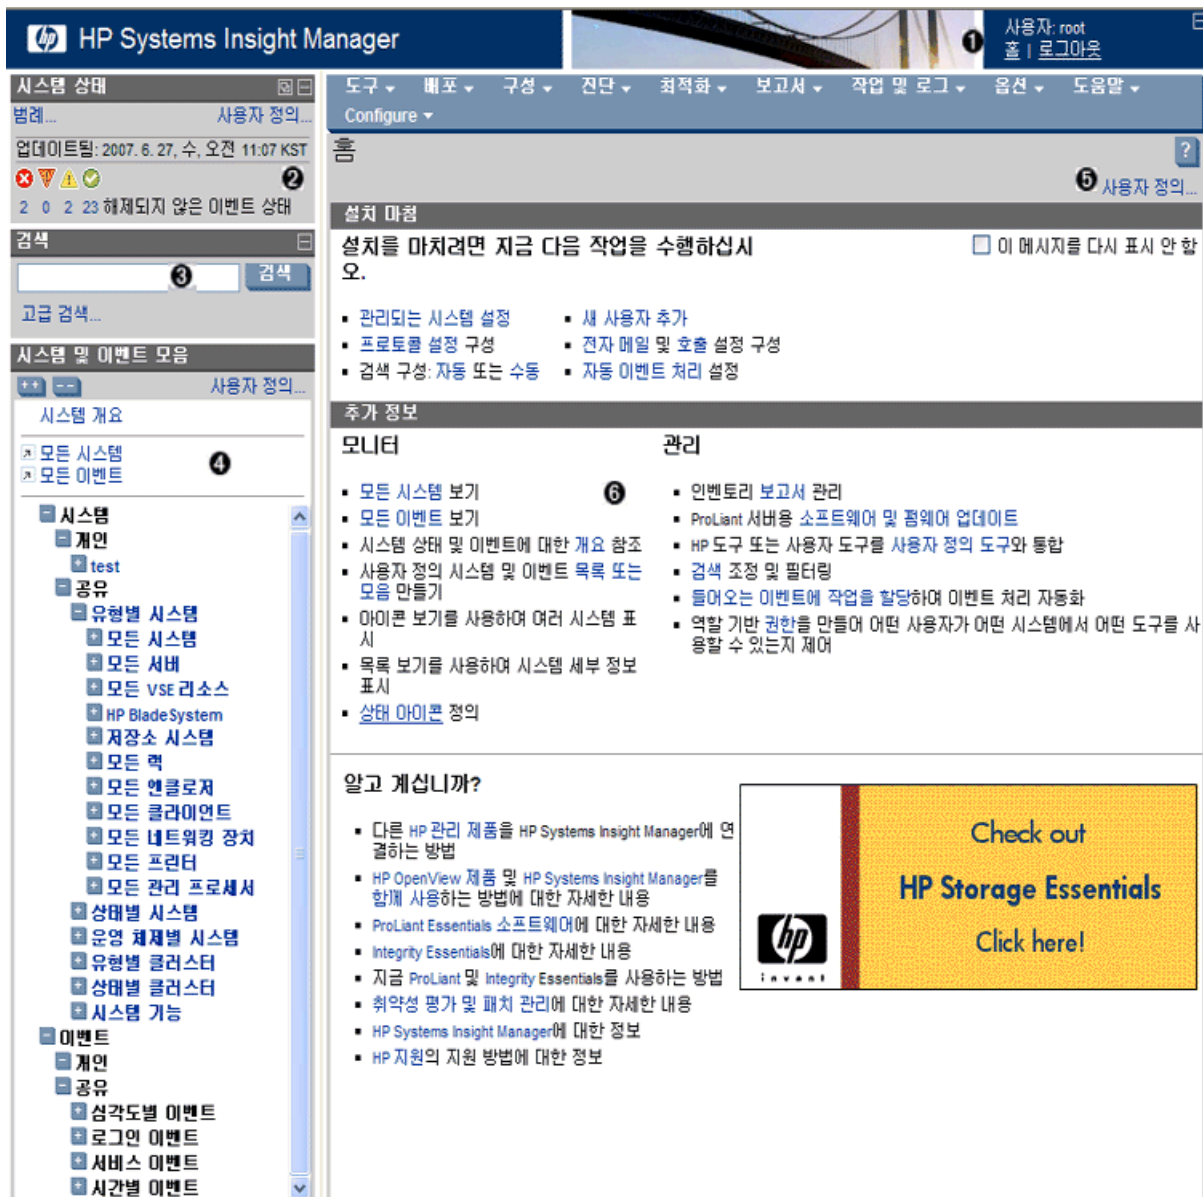 HP Systems Insight Manager
❶
사용자: root
홈 | 로그아웃
시스템 상태
범례...
사용자 정의...
업데이트됨: 2007. 6. 27, 수, 오전 11:07 KST
❷
2 0 2 23 해제되지 않은 이벤트 상태
검색
❸
검색
고급 검색...
시스템 및 이벤트 모음
사용자 정의...
시스템 개요
모든 시스템
모든 이벤트
❹
시스템
개인
test
공유
유형별 시스템
모든 시스템
모든 서버
모든 VSE 리소스
HP BladeSystem
저장소 시스템
모든 랙
모든 엔클로저
모든 클라이언트
모든 네트워킹 장치
모든 프린터
모든 관리 프로세서
상태별 시스템
운영 체제별 시스템
유형별 클러스터
상태별 클러스터
시스템 기능
이벤트
개인
공유
심각도별 이벤트
로그인 이벤트
서비스 이벤트
시간별 이벤트
도구 배포 구성 진단 최적화 보고서 작업 및 로그 옵션 도움말
Configure
홈
?
❺ 사용자 정의...
설치 마침
설치를 마치려면 지금 다음 작업을 수행하십시
오.
이 메시지를 다시 표시 안 함
관리되는 시스템 설정
프로토콜 설정 구성
검색 구성: 자동 또는 수동
새 사용자 추가
전자 메일 및 호출 설정 구성
자동 이벤트 처리 설정
추가 정보
모니터
❻
모든 시스템 보기
모든 이벤트 보기
시스템 상태 및 이벤트에 대한 개요 참조
사용자 정의 시스템 및 이벤트 목록 또는
모음 만들기
아이콘 보기를 사용하여 여러 시스템 표
시
목록 보기를 사용하여 시스템 세부 정보
표시
상태 아이콘 정의
관리
인벤토리 보고서 관리
ProLiant 서버용 소프트웨어 및 펌웨어 업데이트
HP 도구 또는 사용자 도구를 사용자 정의 도구와 통합
검색 조정 및 필터링
들어오는 이벤트에 작업을 할당하여 이벤트 처리 자동화
역할 기반 권한을 만들어 어떤 사용자가 어떤 시스템에서 어떤 도구를 사
용할 수 있는지 제어
알고 계십니까?
다른 HP 관리 제품을 HP Systems Insight Manager에 연
결하는 방법
HP OpenView 제품 및 HP Systems Insight Manager를
함께 사용하는 방법에 대한 자세한 내용
ProLiant Essentials 소프트웨어에 대한 자세한 내용
Integrity Essentials에 대한 자세한 내용
지금 ProLiant 및 Integrity Essentials를 사용하는 방법
취약성 평가 및 패치 관리에 대한 자세한 내용
HP Systems Insight Manager에 대한 정보
HP 지원의 지원 방법에 대한 정보
hp
invent
Check out
HP Storage Essentials
Click here!